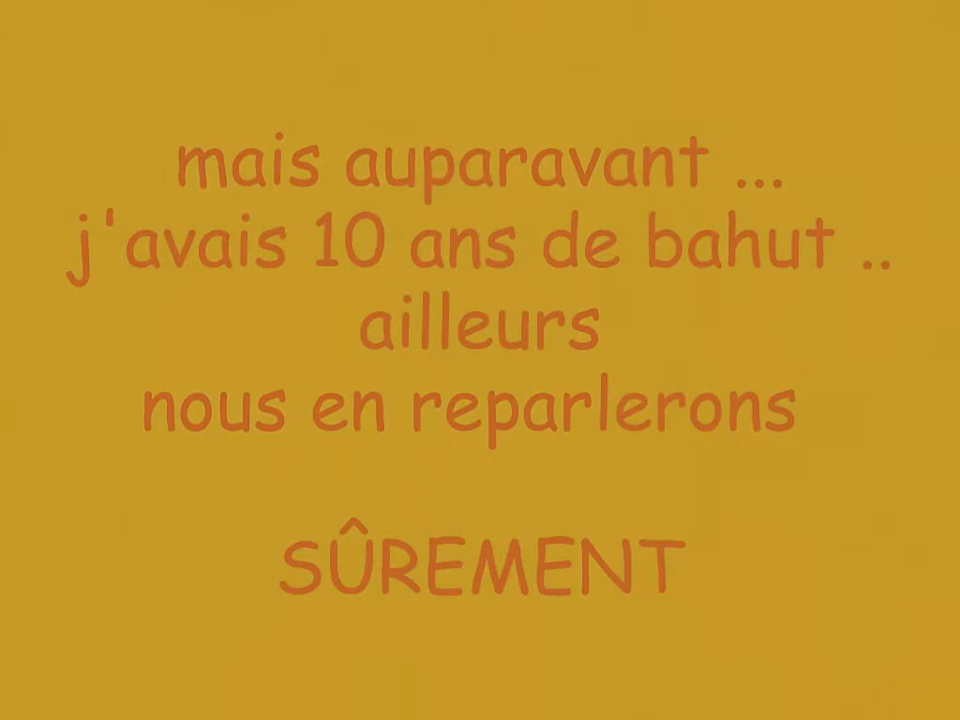 mais auparavant ...
j'avais 10 ans de bahut ..
ailleurs
nous en reparlerons
SÛREMENT